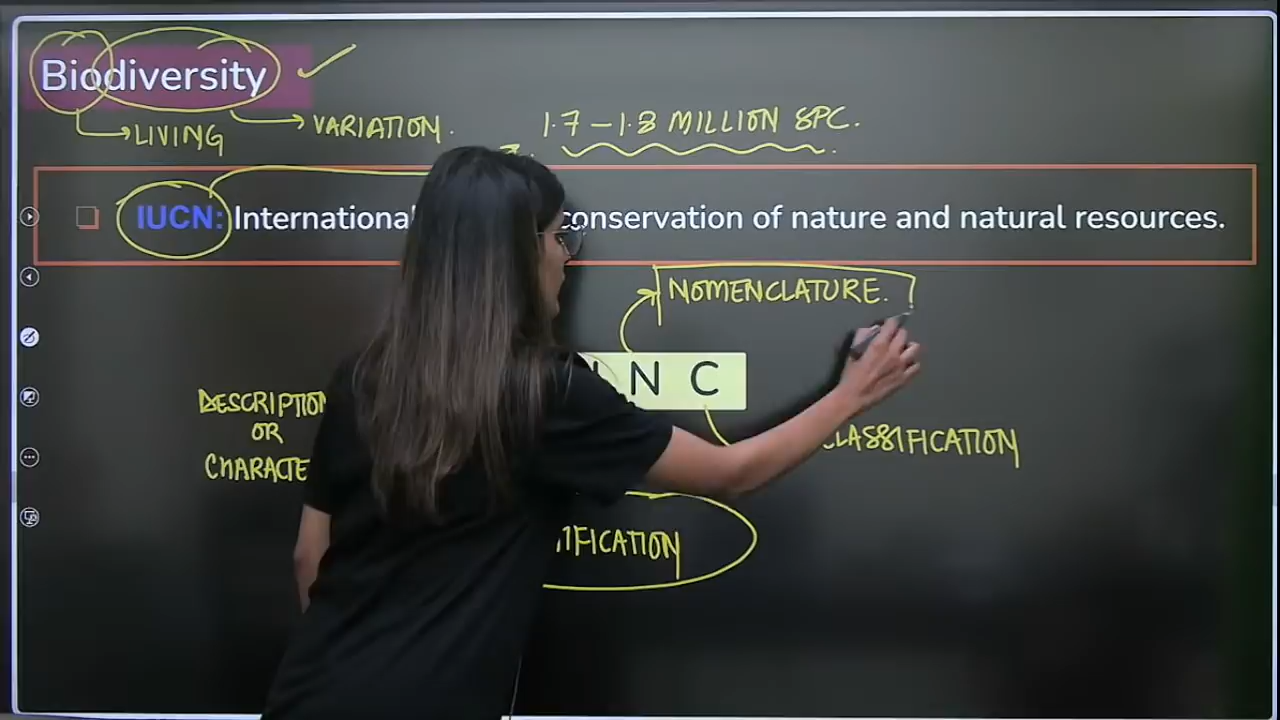 Biodiversity
LIVING
VARIATION.
1.7 – 1.8 MILLION SPC.
IUCN: International conservation of nature and natural resources.
NOMENCLATURE.
N C
DESCRIPTION
OR
CHARACTE
CLASSIFICATION
TIFICATION